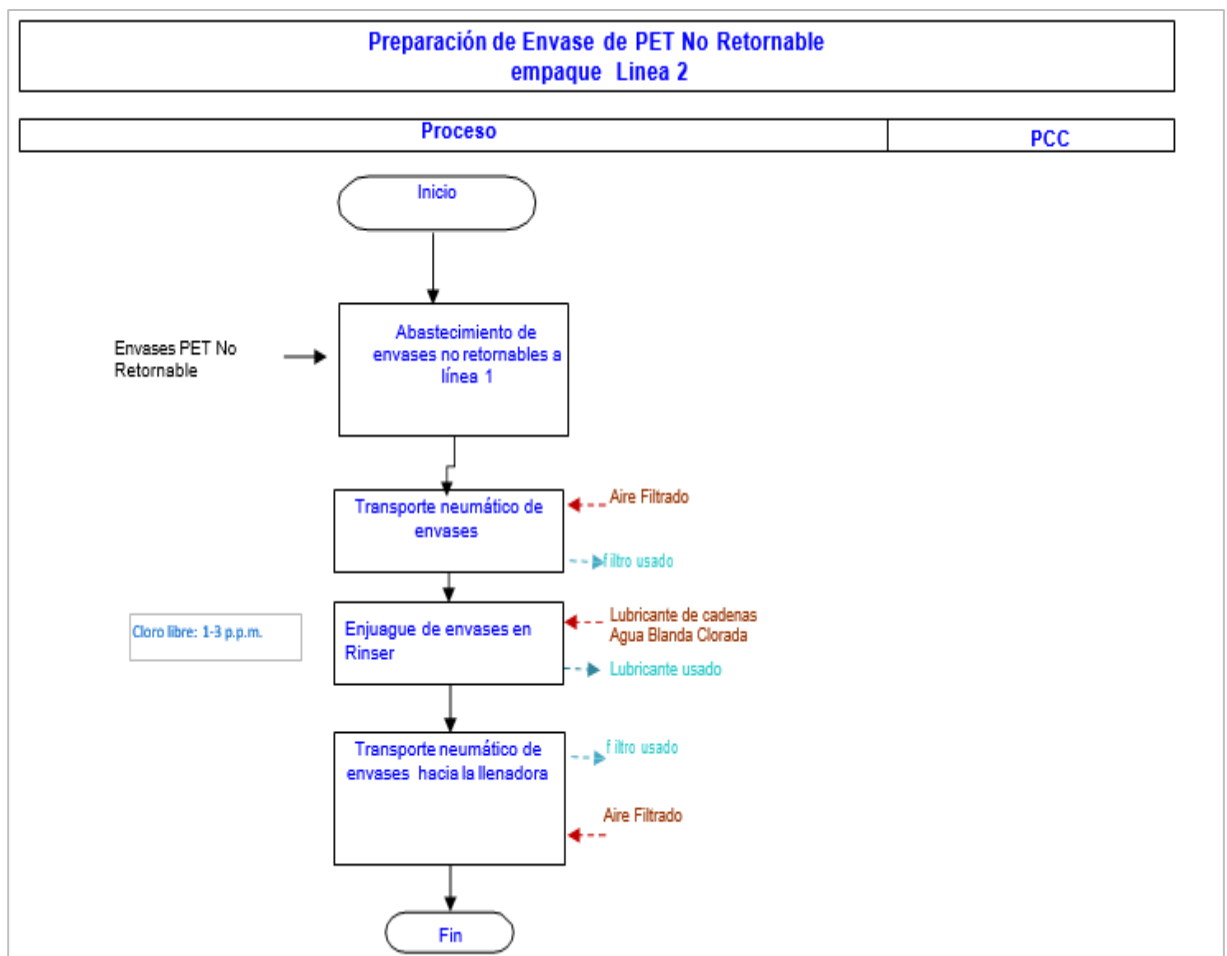 Preparación de Envase de PET No Retornable
empaque Linea 2
Proceso
PCC
Inicio
Envases PET No
Retornable
Abastecimiento de
envases no retornables a
línea 1
Transporte neumático de
envases
Aire Filtrado
filtro usado
Cloro libre: 1-3 p.p.m.
Enjuague de envases en
Rinser
Lubricante de cadenas
Agua Blanda Clorada
Lubricante usado
Transporte neumático de
envases hacia la llenadora
filtro usado
Aire Filtrado
Fin